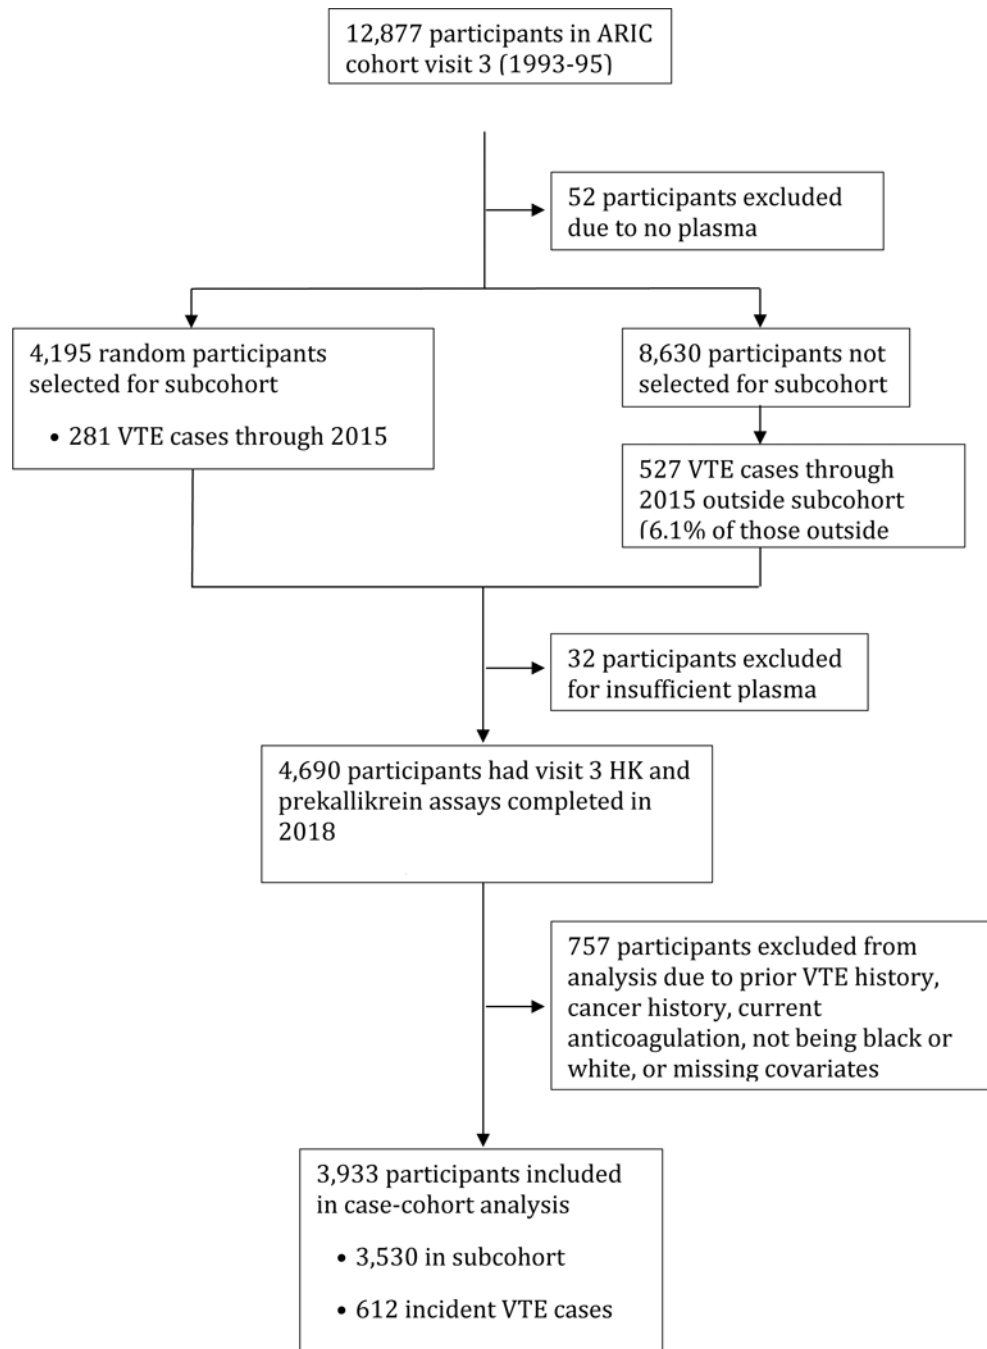 12,877 participants in ARIC
cohort visit 3 (1993-95)
52 participants excluded
due to no plasma
4,195 random participants
selected for subcohort
• 281 VTE cases through 2015
8,630 participants not
selected for subcohort
527 VTE cases through
2015 outside subcohort
(6.1% of those outside
32 participants excluded
for insufficient plasma
4,690 participants had visit 3 HK and
prekallikrein assays completed in
2018
757 participants excluded from
analysis due to prior VTE history,
cancer history, current
anticoagulation, not being black or
white, or missing covariates
3,933 participants included
in case-cohort analysis
• 3,530 in subcohort
• 612 incident VTE cases